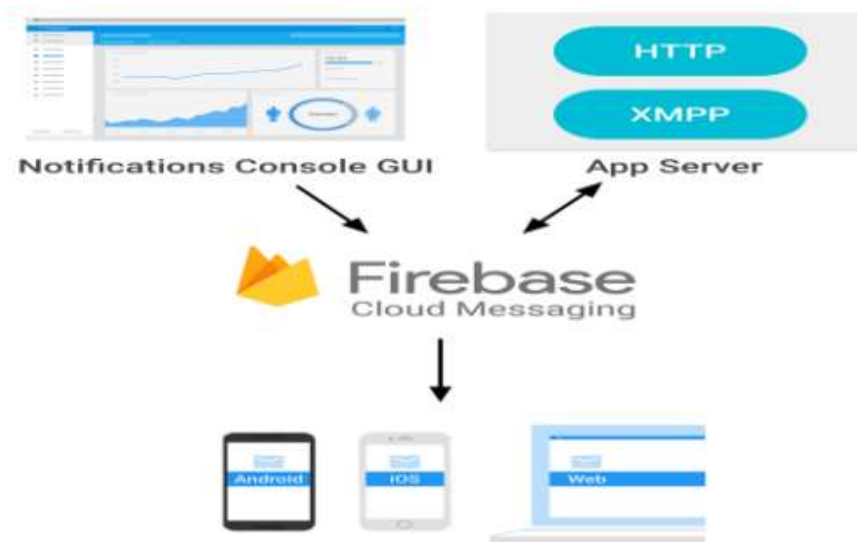 HTTP
XMPP
Notifications Console GUI
App Server
Firebase
Cloud Messaging
Android
iOS
Web